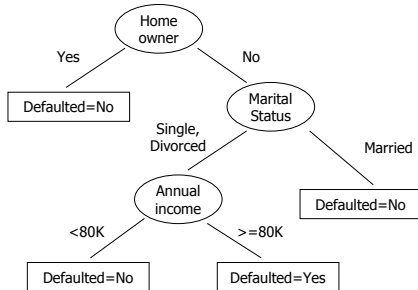 Home
owner
Yes
No
Defaulted=No
Marital
Status
Single,
Divorced
Married
Annual
income
Defaulted=No
<80K
>=80K
Defaulted=No
Defaulted=Yes